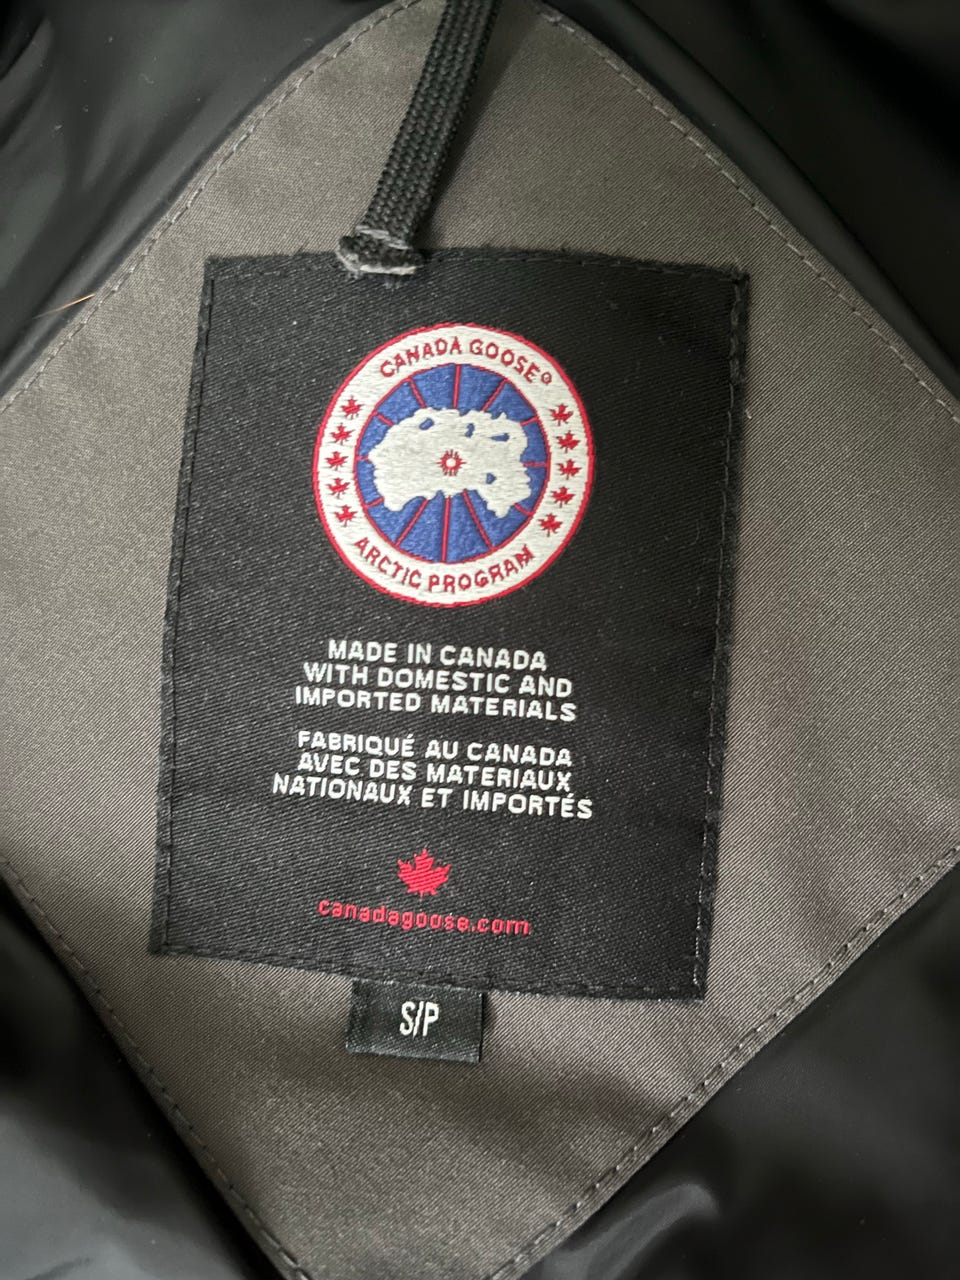 CANADA GOOSE®
ARCTIC PROGRAM
MADE IN CANADA
WITH DOMESTIC AND
IMPORTED MATERIALS
FABRIQUÉ AU CANADA
AVEC DES MATERIAUX
NATIONAUX ET IMPORTÉS
canadagoose.com
S/P